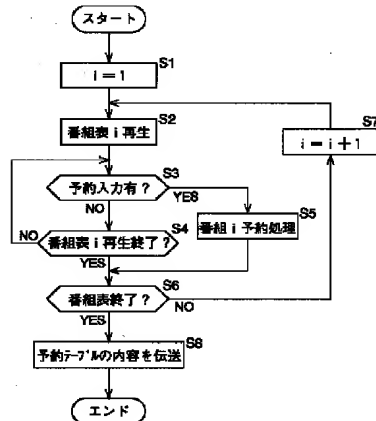 スタート
S1
i=1
S2
番組表i再生
S7
i=i+1
S3
予約入力有?
YES
NO
S4
番組表i再生終了?
NO
YES
S5
番組i予約処理
S6
番組表終了?
NO
YES
S8
予約テーブルの内容を伝送
エンド